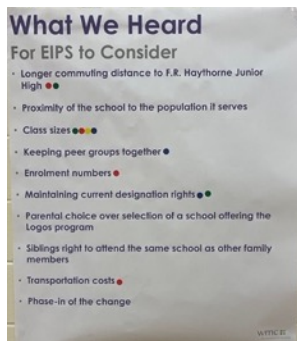 What We Heard
For EIPS to Consider
· Longer commuting distance to F.R. Haythorne Junior
High
· Proximity of the school to the population it serves
· Class sizes
· Keeping peer groups together
· Enrolment numbers
· Maintaining current designation rights
· Parental choice over selection of a school offering the
Logos program
· Siblings right to attend the same school as other family
members
· Transportation costs
· Phase-in of the change